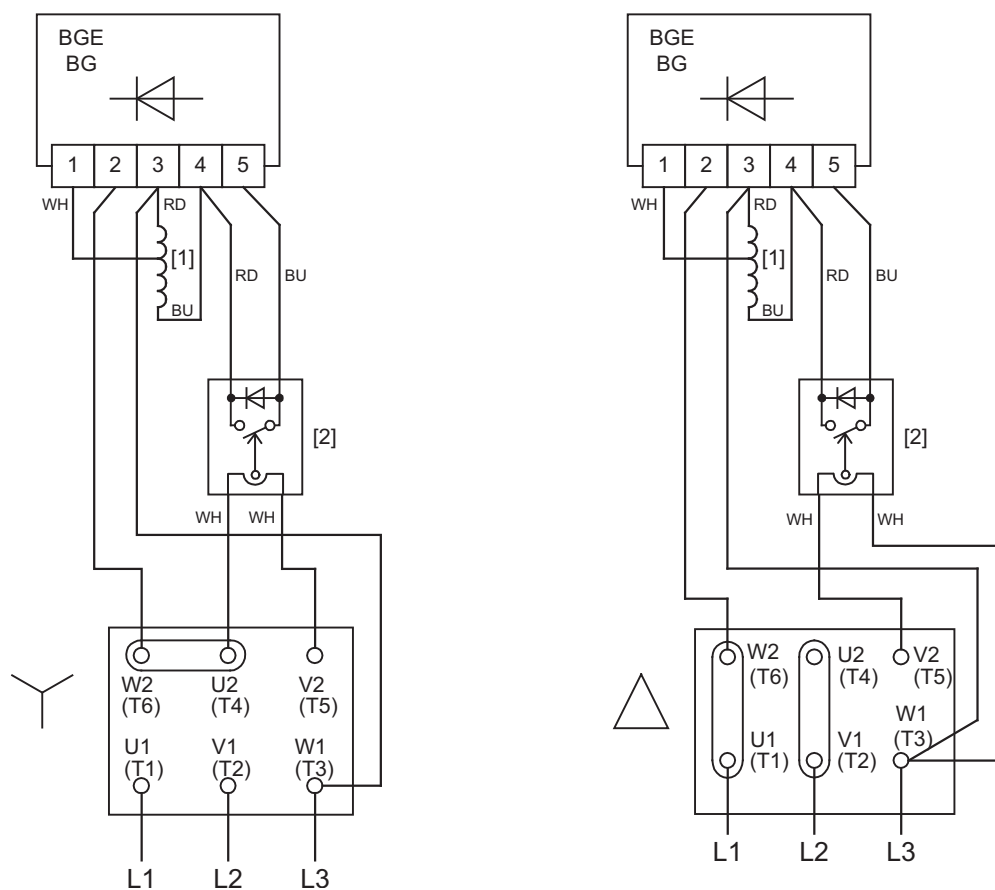 BGE
BG
1 2 3 4 5
WH RD
[1]
RD BU
BU
[2]
WH WH
W2 U2 V2
(T6) (T4) (T5)
U1 V1 W1
(T1) (T2) (T3)
L1 L2 L3
BGE
BG
1 2 3 4 5
WH RD
[1]
RD BU
BU
[2]
WH WH
W2 U2 V2
(T6) (T4) (T5)
W1
U1 V1 (T3)
(T1) (T2)
L1 L2 L3